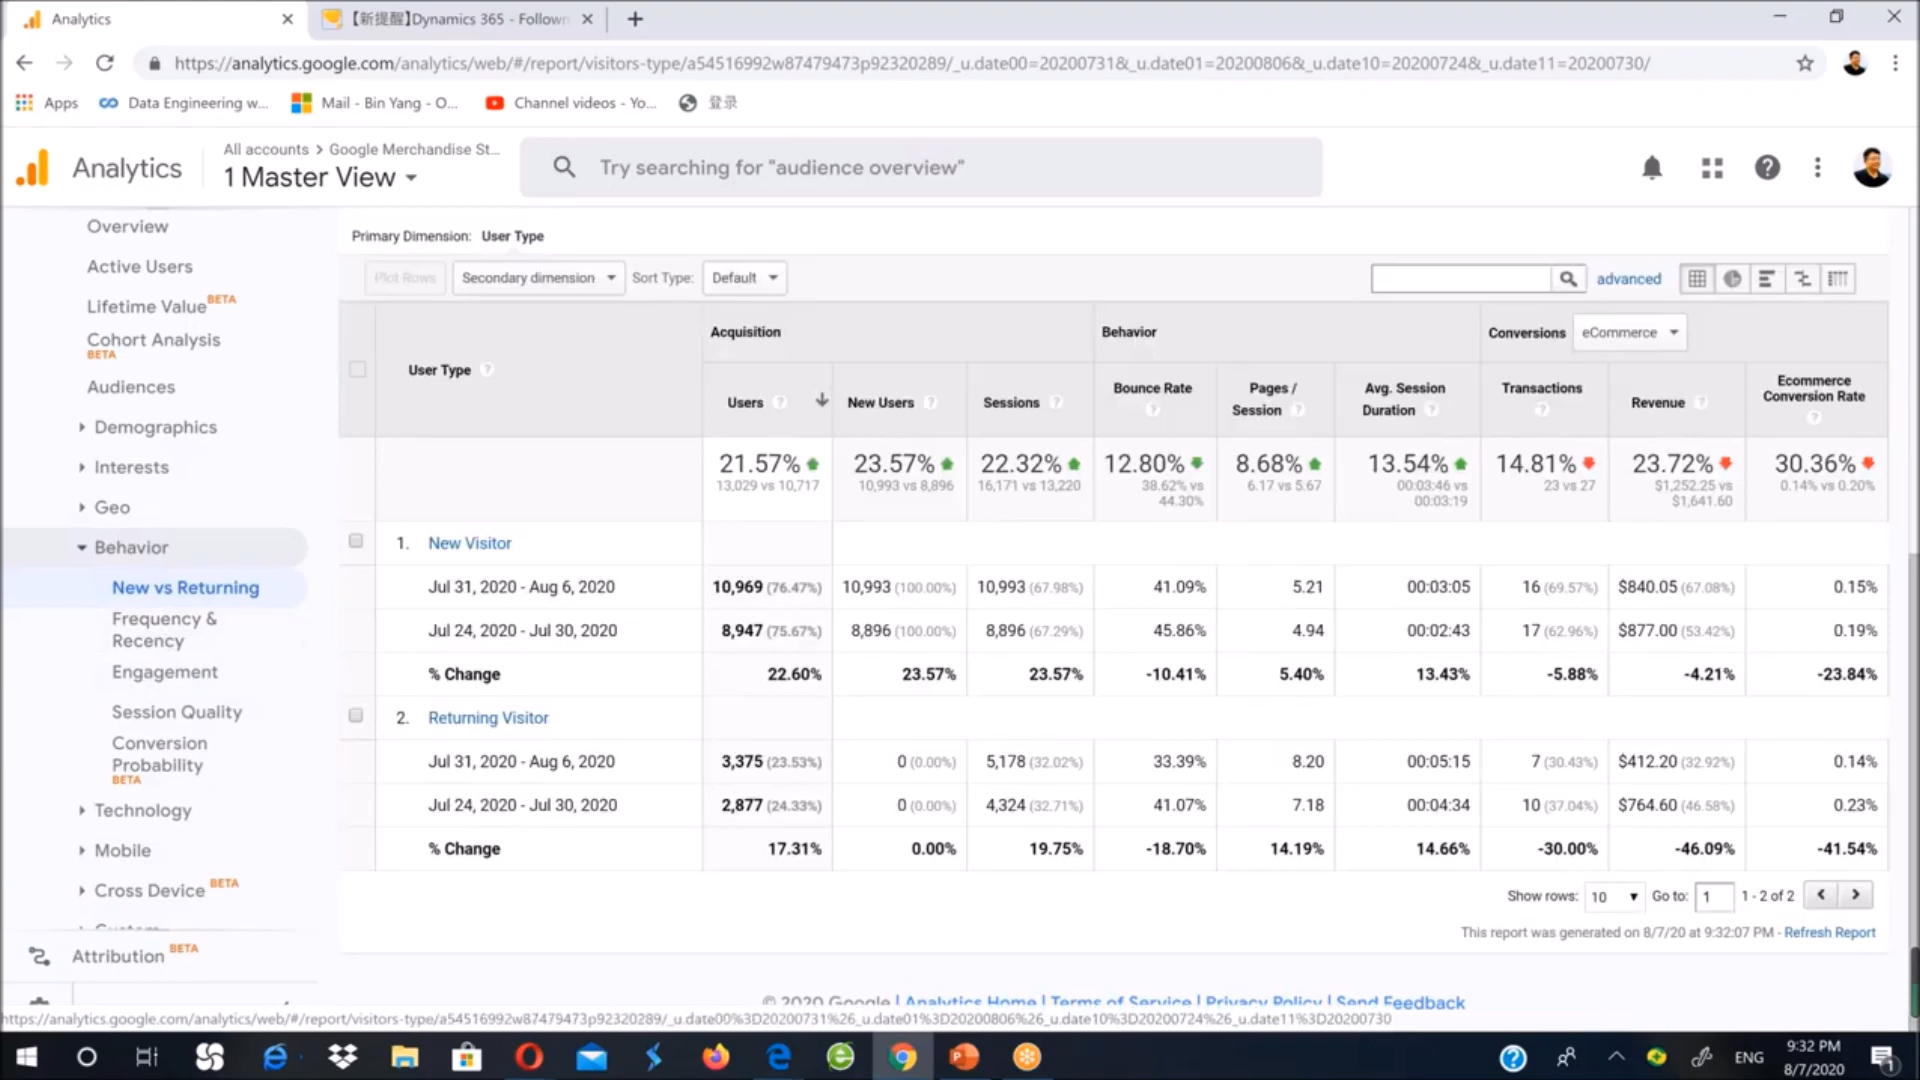 Analytics
【新提醒】Dynamics 365 - Follown
https://analytics.google.com/analytics/web/#/report/visitors-type/a54516992w87479473p92320289/_u.date00=20200731&_u.date01=20200806&_u.date10=20200724&_u.date11=20200730/
Apps
Data Engineering w...
Mail - Bin Yang - O...
Channel videos - Yo...
登录
Analytics
All accounts > Google Merchandise St...
1 Master View
Try searching for "audience overview"
Overview
Active Users
Lifetime Value BETA
Cohort Analysis
BETA
Audiences
Demographics
Interests
Geo
Behavior
New vs Returning
Frequency &
Recency
Engagement
Session Quality
Conversion
Probability
BETA
Technology
Mobile
Cross Device BETA
Custom
Attribution BETA
Primary Dimension: User Type
Plot Rows
Secondary dimension
Sort Type: Default
advanced
User Type ?
Acquisition
Behavior
Conversions eCommerce
Users ?
New Users ?
Sessions ?
Bounce Rate ?
Pages / Session ?
Avg. Session Duration ?
Transactions ?
Revenue ?
Ecommerce Conversion Rate ?
21.57% 23.57% 22.32% 12.80% 8.68% 13.54% 14.81% 23.72% 30.36%
13,029 vs 10,717 10,993 vs 8,896 16,171 vs 13,220 38.62% vs 44.30% 6.17 vs 5.67 00:03:46 vs 00:03:19 23 vs 27 $1,252.25 vs $1,641.60 0.14% vs 0.20%
1. New Visitor
Jul 31, 2020 - Aug 6, 2020 10,969 (76.47%) 10,993 (100.00%) 10,993 (67.98%) 41.09% 5.21 00:03:05 16 (69.57%) $840.05 (67.08%) 0.15%
Jul 24, 2020 - Jul 30, 2020 8,947 (75.67%) 8,896 (100.00%) 8,896 (67.29%) 45.86% 4.94 00:02:43 17 (62.96%) $877.00 (53.42%) 0.19%
% Change 22.60% 23.57% 23.57% -10.41% 5.40% 13.43% -5.88% -4.21% -23.84%
2. Returning Visitor
Jul 31, 2020 - Aug 6, 2020 3,375 (23.53%) 0 (0.00%) 5,178 (32.02%) 33.39% 8.20 00:05:15 7 (30.43%) $412.20 (32.92%) 0.14%
Jul 24, 2020 - Jul 30, 2020 2,877 (24.33%) 0 (0.00%) 4,324 (32.71%) 41.07% 7.18 00:04:34 10 (37.04%) $764.60 (46.58%) 0.23%
% Change 17.31% 0.00% 19.75% -18.70% 14.19% 14.66% -30.00% -46.09% -41.54%
Show rows: 10 Go to: 1 1 - 2 of 2
This report was generated on 8/7/20 at 9:32:07 PM - Refresh Report
© 2020 Google | Analytics Home | Terms of Service | Privacy Policy | Send Feedback
https://analytics.google.com/analytics/web/#/report/visitors-type/a54516992w87479473p92320289/_u.date00%3D20200731%26_u.date01%3D20200806%26_u.date10%3D20200724%26_u.date11%3D20200730
ENG
9:32 PM
8/7/2020
1